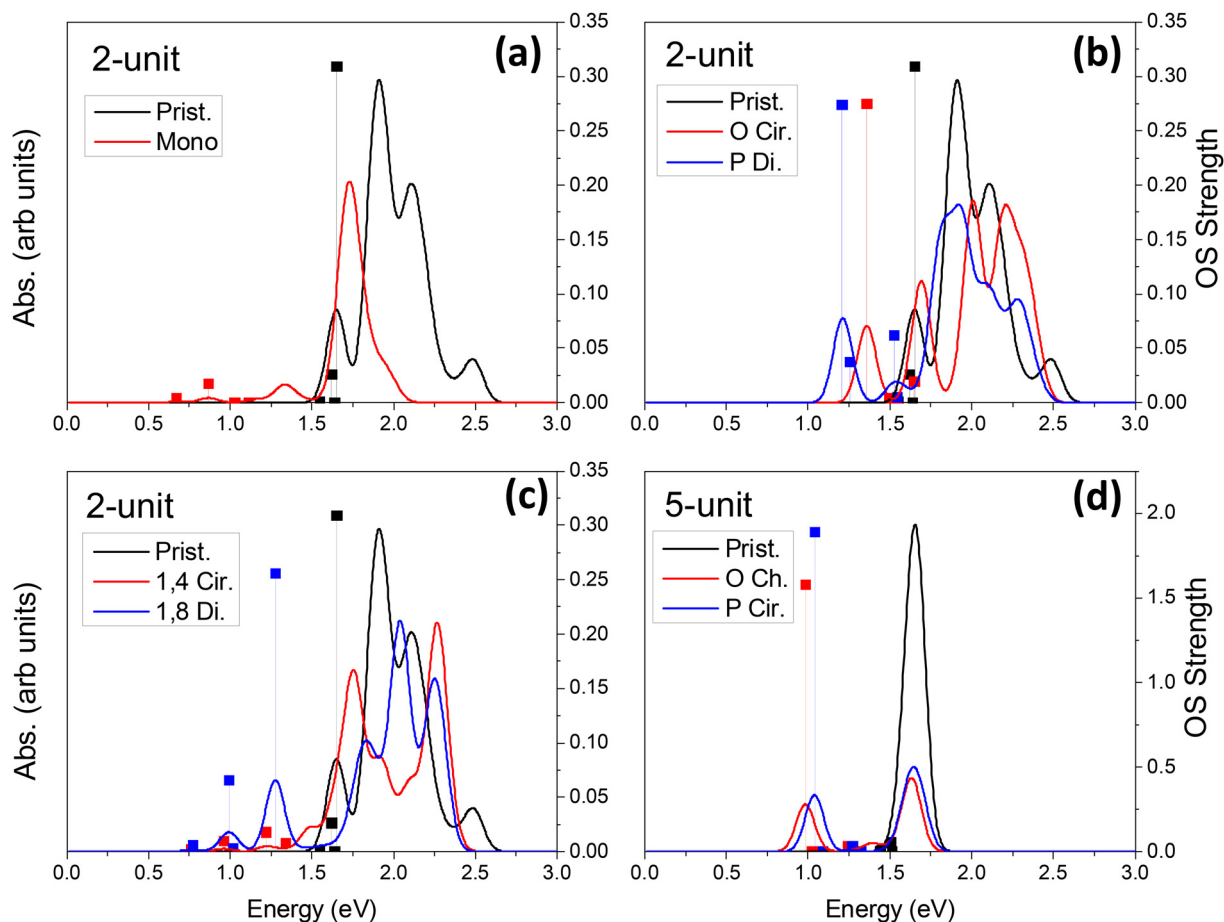 2-unit
(a)
Prist.
Mono
Abs. (arb units)
0.35
0.30
0.25
0.20
0.15
0.10
0.05
0.00
0.0 0.5 1.0 1.5 2.0 2.5 3.0
2-unit
(b)
Prist.
O Cir.
P Di.
0.35
0.30
0.25
0.20
0.15
0.10
0.05
0.00
OS Strength
0.0 0.5 1.0 1.5 2.0 2.5 3.0
2-unit
(c)
Prist.
1,4 Cir.
1,8 Di.
Abs. (arb units)
0.35
0.30
0.25
0.20
0.15
0.10
0.05
0.00
0.0 0.5 1.0 1.5 2.0 2.5 3.0
Energy (eV)
5-unit
(d)
Prist.
O Ch.
P Cir.
2.0
1.5
1.0
0.5
0.0
OS Strength
0.0 0.5 1.0 1.5 2.0 2.5 3.0
Energy (eV)